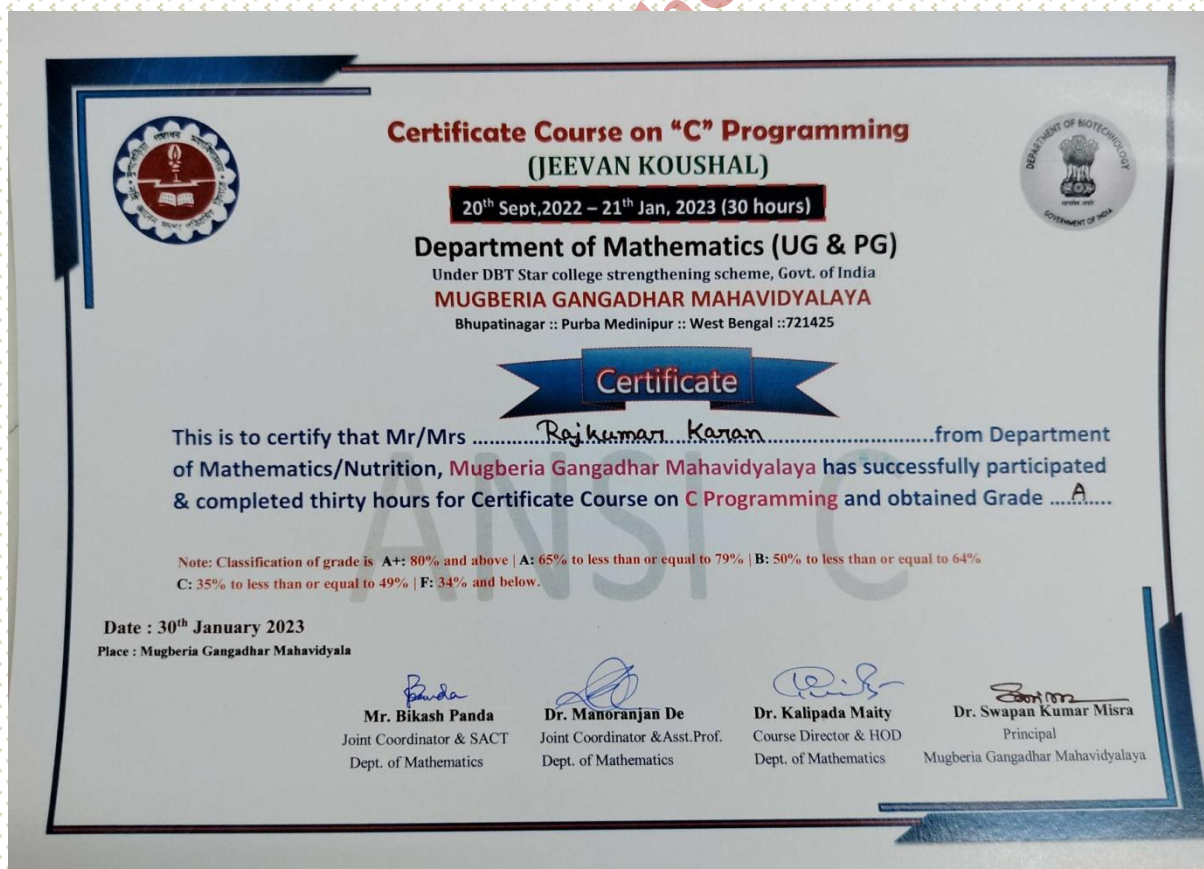 Certificate Course on “C” Programming
(JEEVAN KOUSHAL)
20th Sept,2022 – 21th Jan, 2023 (30 hours)
Department of Mathematics (UG & PG)
Under DBT Star college strengthening scheme, Govt. of India
MUGBERIA GANGADHAR MAHAVIDYALAYA
Bhupatinagar :: Purba Medinipur :: West Bengal ::721425
DEPARTMENT OF BIOTECHNOLOGY
GOVERNMENT OF INDIA
Certificate
This is to certify that Mr/Mrs ............Rajkumar Karan....................................from Department
of Mathematics/Nutrition, Mugberia Gangadhar Mahavidyalaya has successfully participated
& completed thirty hours for Certificate Course on C Programming and obtained Grade .....A.....
ANSI C
Note: Classification of grade is A+: 80% and above | A: 65% to less than or equal to 79% | B: 50% to less than or equal to 64%
C: 35% to less than or equal to 49% | F: 34% and below.
Date : 30th January 2023
Place : Mugberia Gangadhar Mahavidyala
Panda
Mr. Bikash Panda
Joint Coordinator & SACT
Dept. of Mathematics
Dr. Manoranjan De
Joint Coordinator &Asst.Prof.
Dept. of Mathematics
Dr. Kalipada Maity
Course Director & HOD
Dept. of Mathematics
Dr. Swapan Kumar Misra
Principal
Mugberia Gangadhar Mahavidyalaya